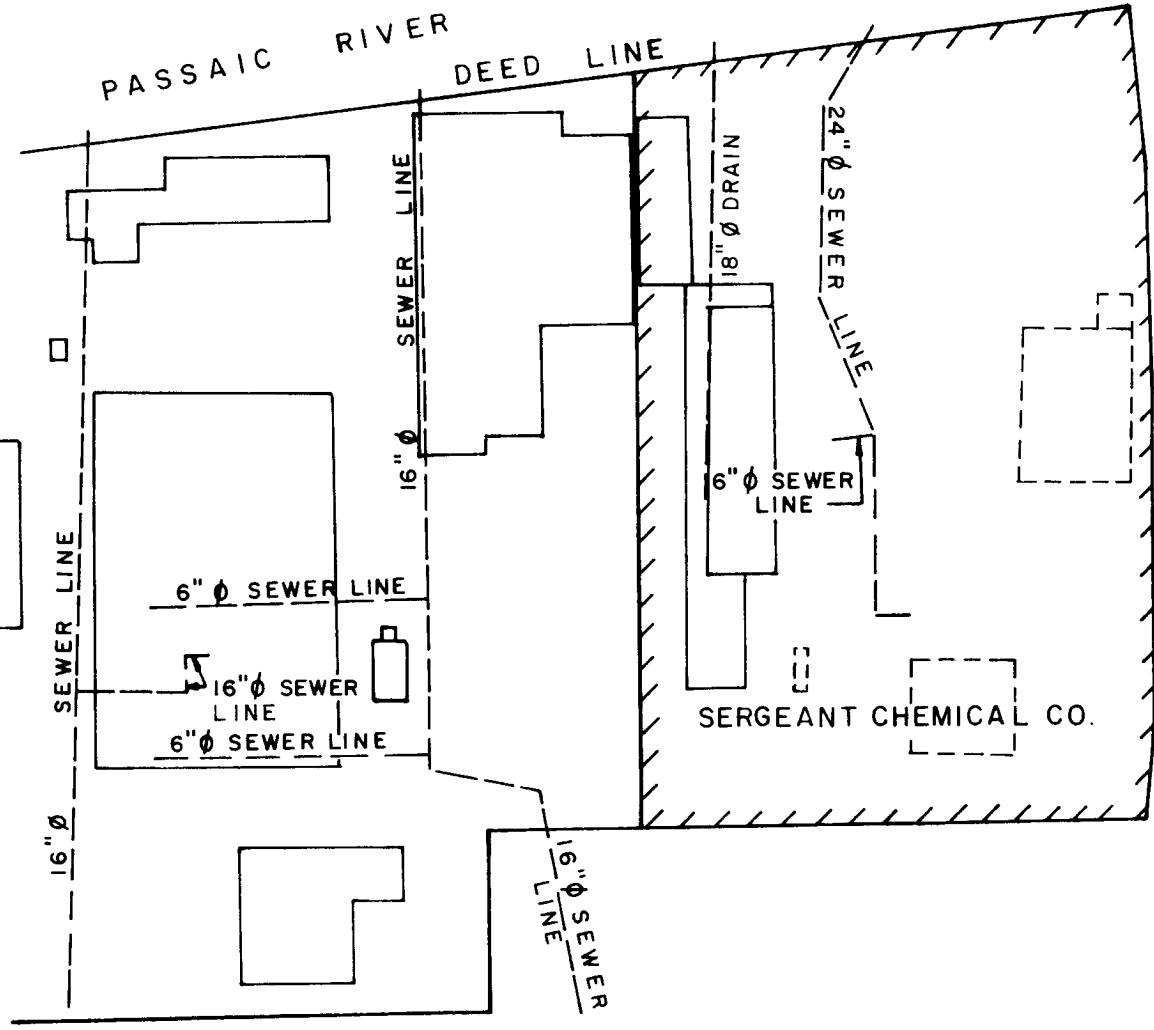 PASSAIC RIVER
DEED LINE
SEWER LINE
16"ϕ
18"ϕ DRAIN
24"ϕ SEWER LINE
6"ϕ SEWER
LINE
SEWER LINE
16"ϕ
6"ϕ SEWER LINE
16"ϕ SEWER
LINE
6"ϕ SEWER LINE
SERGEANT CHEMICAL CO.
16"ϕ SEWER
LINE